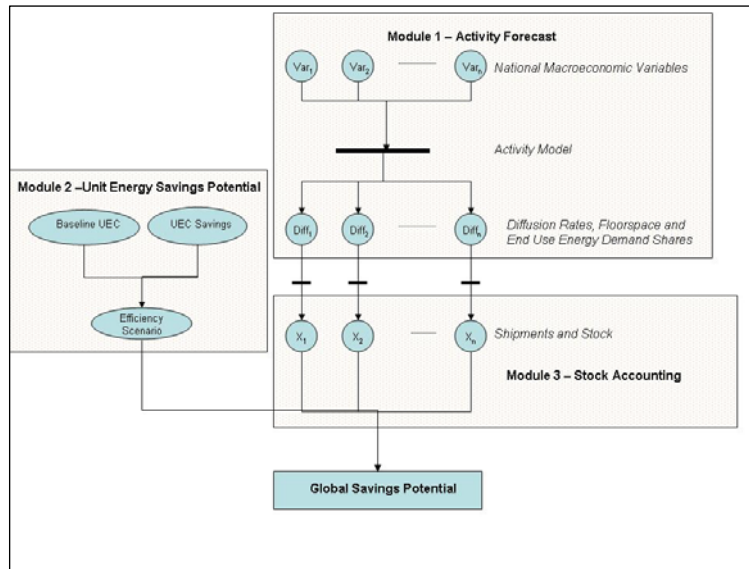 Module 1 – Activity Forecast
Var1 Var2 Varn National Macroeconomic Variables
Activity Model
Module 2 –Unit Energy Savings Potential
Baseline UEC UEC Savings
Diff1 Diff2 Diffn Diffusion Rates, Floorspace and
End Use Energy Demand Shares
Efficiency
Scenario
X1 X2 Xn Shipments and Stock
Module 3 – Stock Accounting
Global Savings Potential